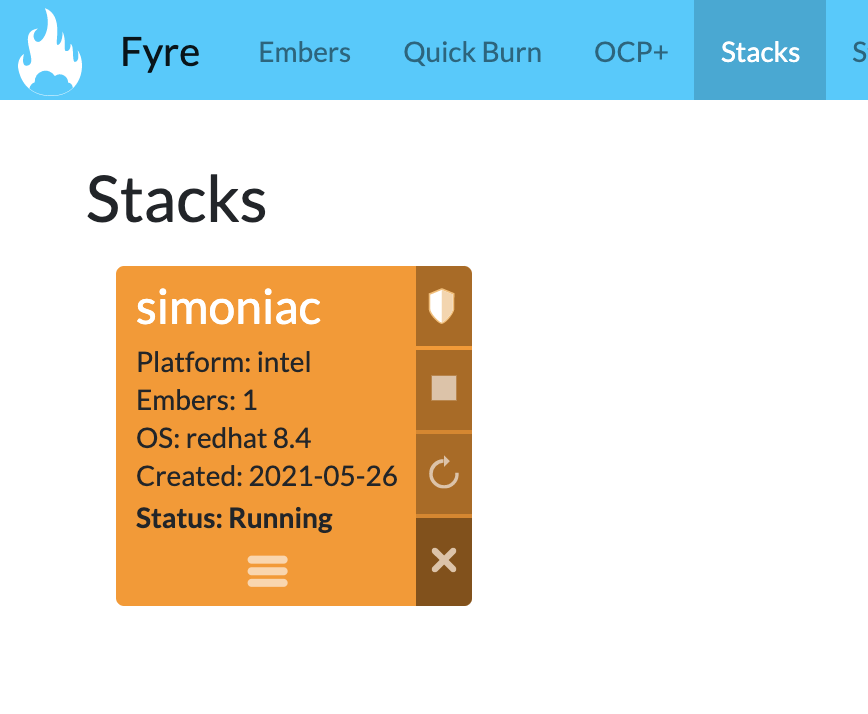 Fyre Embers Quick Burn OCP+ Stacks S
Stacks
simoniac
Platform: intel
Embers: 1
OS: redhat 8.4
Created: 2021-05-26
Status: Running